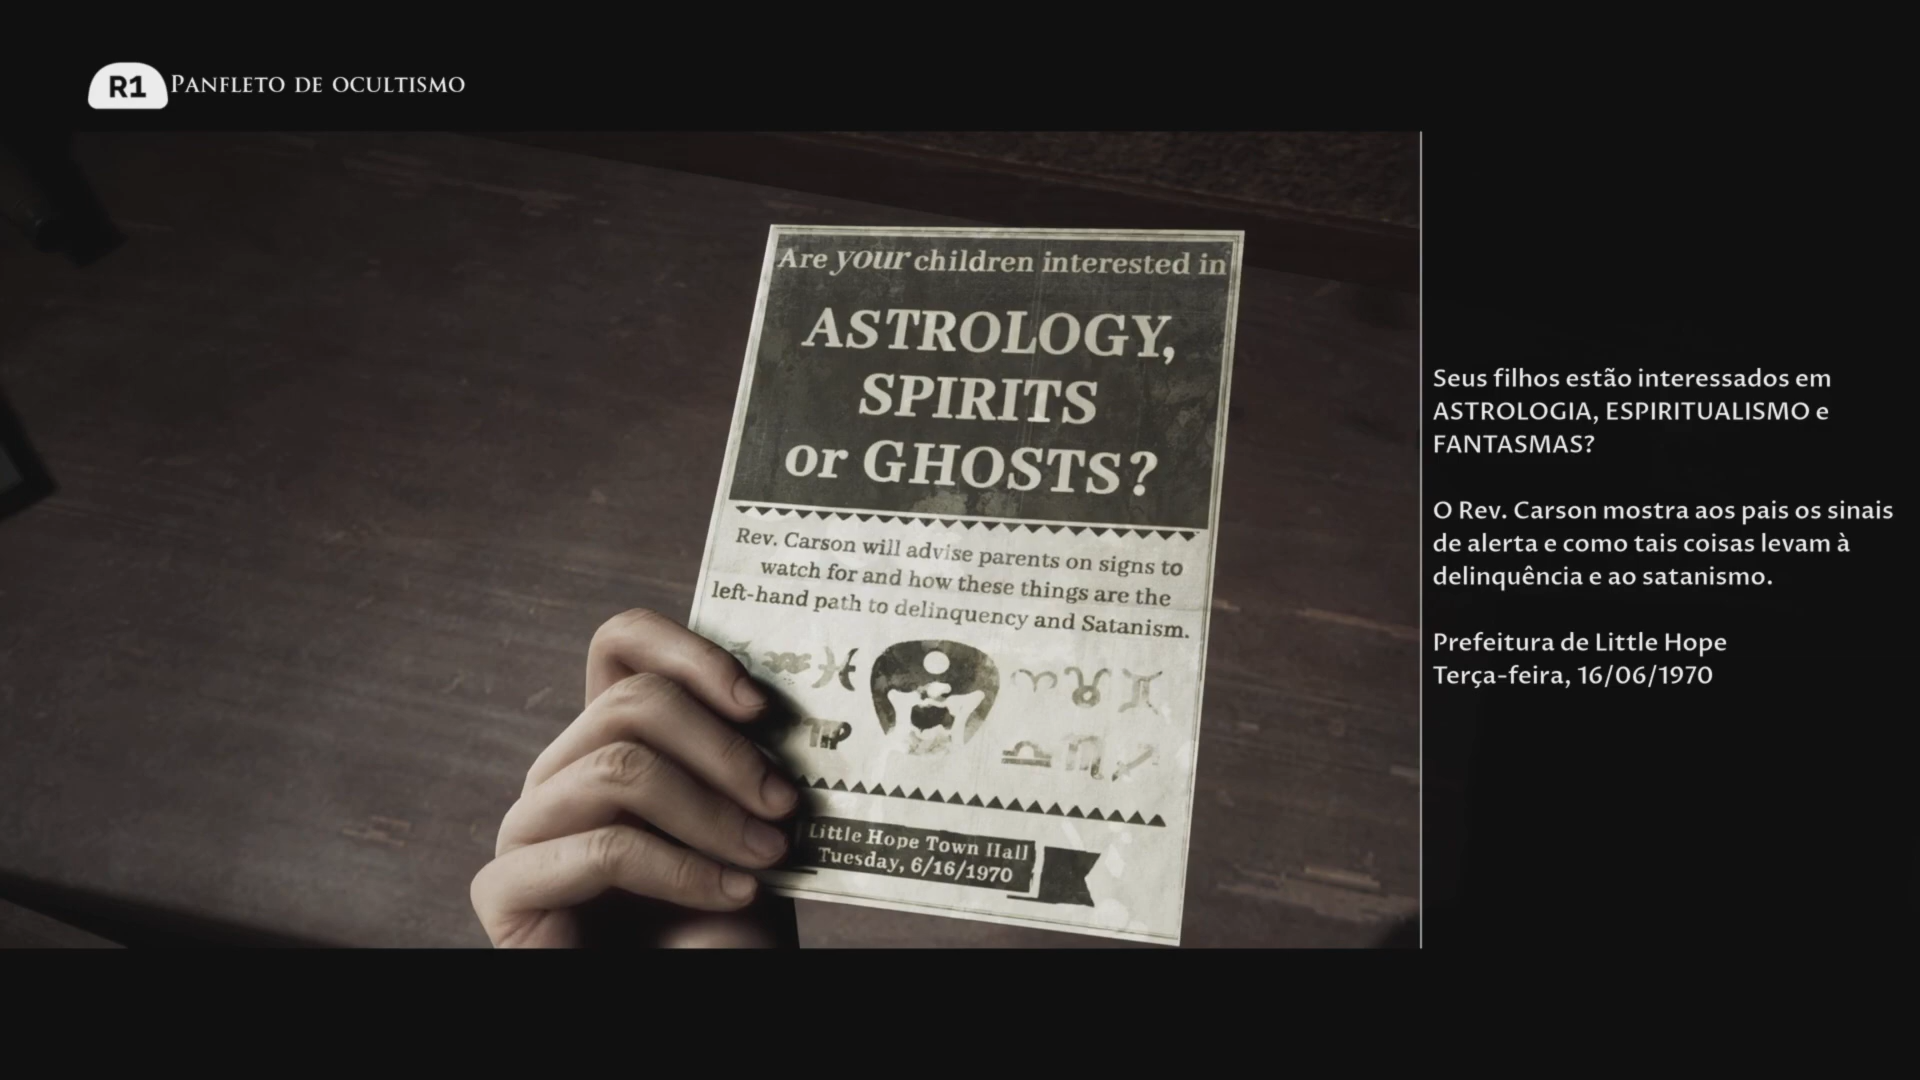 R1 Panfleto de ocultismo
Are your children interested in
ASTROLOGY,
SPIRITS
or GHOSTS?
Rev. Carson will advise parents on signs to
watch for and how these things are the
left-hand path to delinquency and Satanism.
Little Hope Town Hall
Tuesday, 6/16/1970
Seus filhos estão interessados em
ASTROLOGIA, ESPIRITUALISMO e
FANTASMAS?
O Rev. Carson mostra aos pais os sinais
de alerta e como tais coisas levam à
delinquência e ao satanismo.
Prefeitura de Little Hope
Terça-feira, 16/06/1970